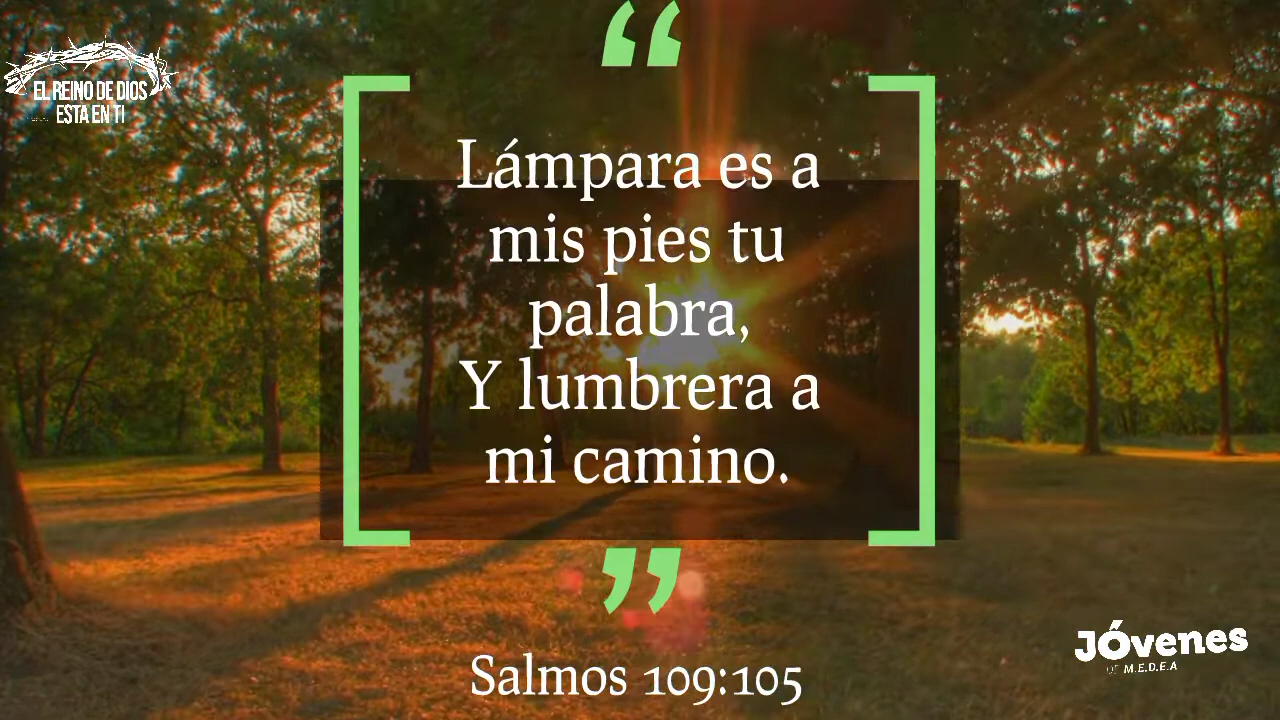 EL REINO DE DIOS
ESTA EN TI
“
Lámpara es a
mis pies tu
palabra,
Y lumbrera a
mi camino.
”
Salmos 109:105
Jóvenes
DE M.E.D.E.A